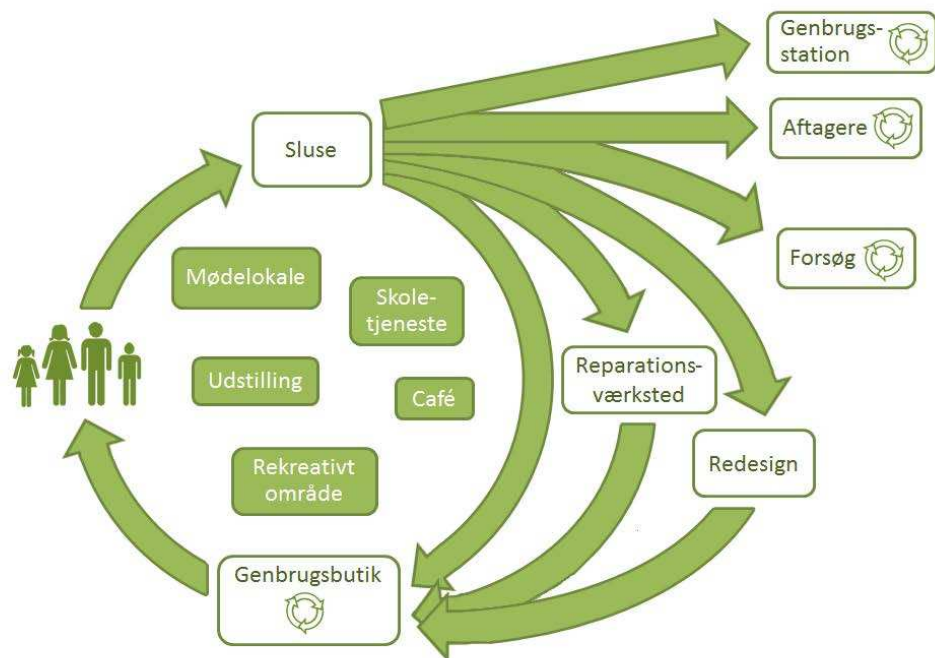 Genbrugs-
station
Aftagere
Sluse
Forsøg
Mødelokale
Skole-
tjeneste
Reparations-
værksted
Udstilling
Café
Redesign
Rekreativt
område
Genbrugsbutik